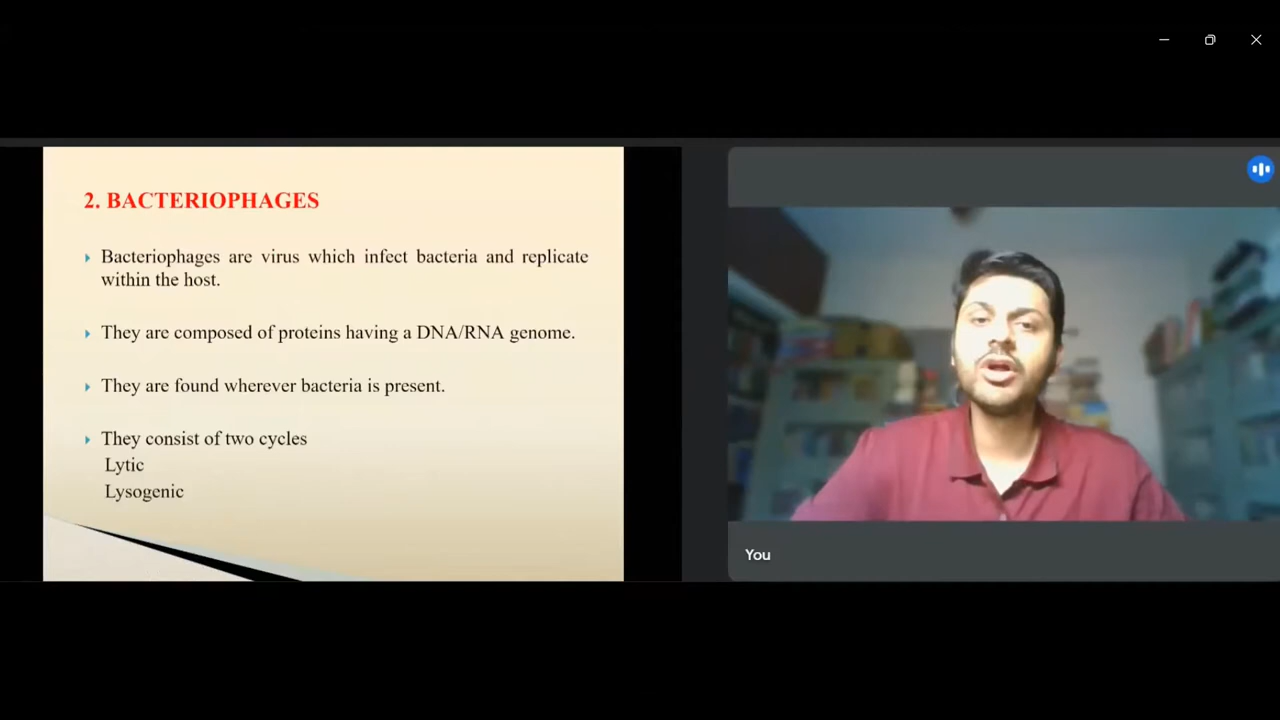 2. BACTERIOPHAGES
Bacteriophages are virus which infect bacteria and replicate
within the host.
They are composed of proteins having a DNA/RNA genome.
They are found wherever bacteria is present.
They consist of two cycles
Lytic
Lysogenic
You